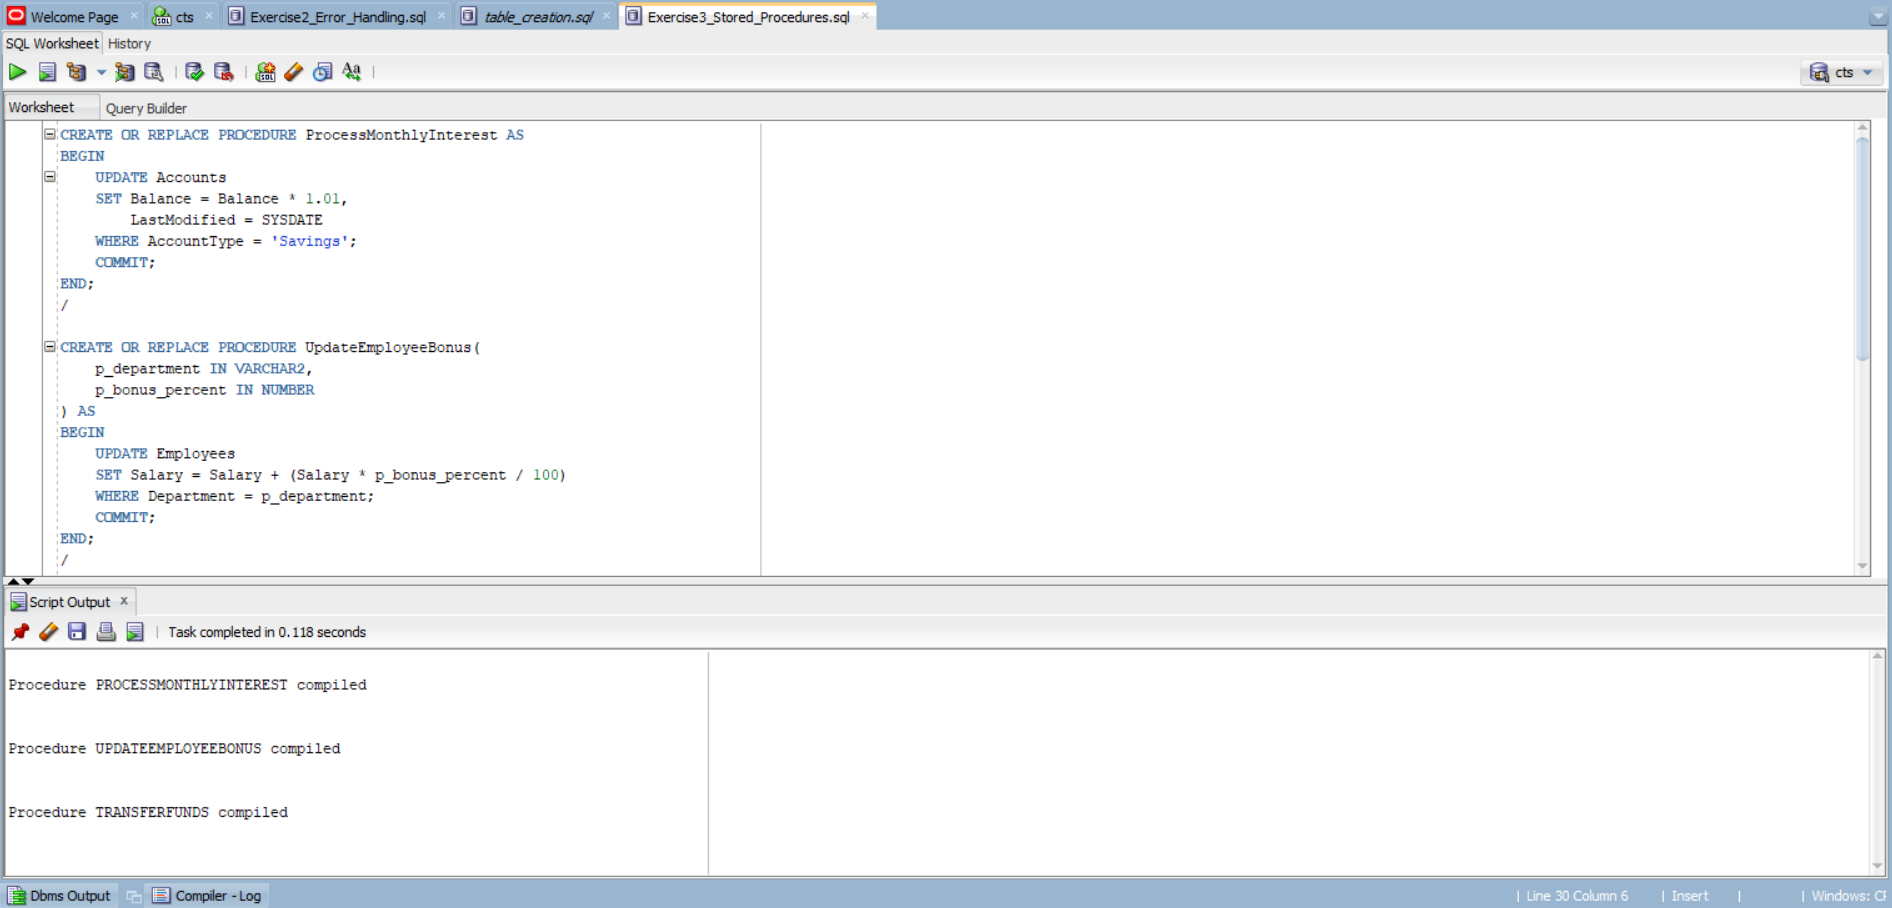 Welcome Page
cts
Exercise2_Error_Handling.sql
table_creation.sql
Exercise3_Stored_Procedures.sql
SQL Worksheet History
cts
Worksheet Query Builder
CREATE OR REPLACE PROCEDURE ProcessMonthlyInterest AS
BEGIN
    UPDATE Accounts
    SET Balance = Balance * 1.01,
        LastModified = SYSDATE
    WHERE AccountType = 'Savings';
    COMMIT;
END;
/
CREATE OR REPLACE PROCEDURE UpdateEmployeeBonus(
    p_department IN VARCHAR2,
    p_bonus_percent IN NUMBER
) AS
BEGIN
    UPDATE Employees
    SET Salary = Salary + (Salary * p_bonus_percent / 100)
    WHERE Department = p_department;
    COMMIT;
END;
/
Script Output x
Task completed in 0.118 seconds
Procedure PROCESSMONTHLYINTEREST compiled
Procedure UPDATEEMPLOYEEBONUS compiled
Procedure TRANSFERFUNDS compiled
Dbms Output Compiler - Log
| Line 30 Column 6 | Insert | | Windows: